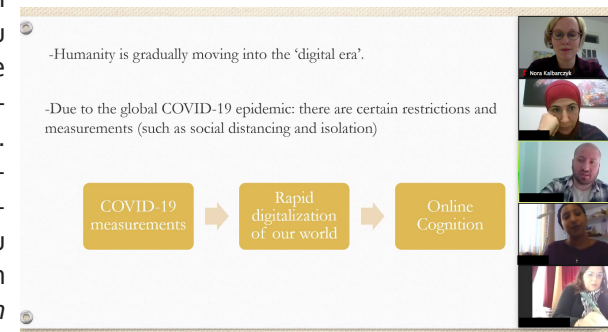 -Humanity is gradually moving into the ‘digital era’.
-Due to the global COVID-19 epidemic: there are certain restrictions and
measurements (such as social distancing and isolation)
COVID-19
measurements
Rapid
digitalization
of our world
Online
Cognition
Nora Kalbarczyk